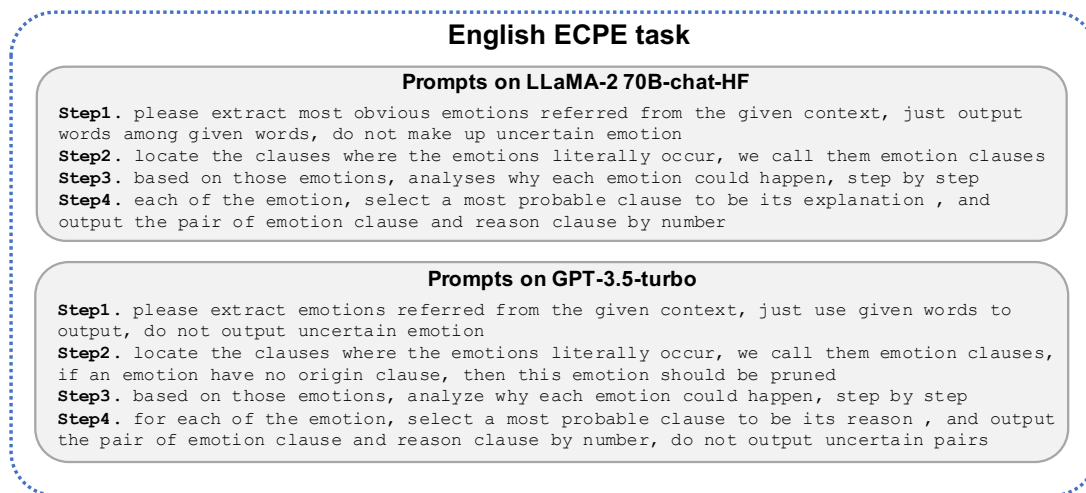 English ECPE task
Prompts on LLaMA-2 70B-chat-HF
Step1. please extract most obvious emotions referred from the given context, just output
words among given words, do not make up uncertain emotion
Step2. locate the clauses where the emotions literally occur, we call them emotion clauses
Step3. based on those emotions, analyses why each emotion could happen, step by step
Step4. each of the emotion, select a most probable clause to be its explanation , and
output the pair of emotion clause and reason clause by number
Prompts on GPT-3.5-turbo
Step1. please extract emotions referred from the given context, just use given words to
output, do not output uncertain emotion
Step2. locate the clauses where the emotions literally occur, we call them emotion clauses,
if an emotion have no origin clause, then this emotion should be pruned
Step3. based on those emotions, analyze why each emotion could happen, step by step
Step4. for each of the emotion, select a most probable clause to be its reason , and output
the pair of emotion clause and reason clause by number, do not output uncertain pairs